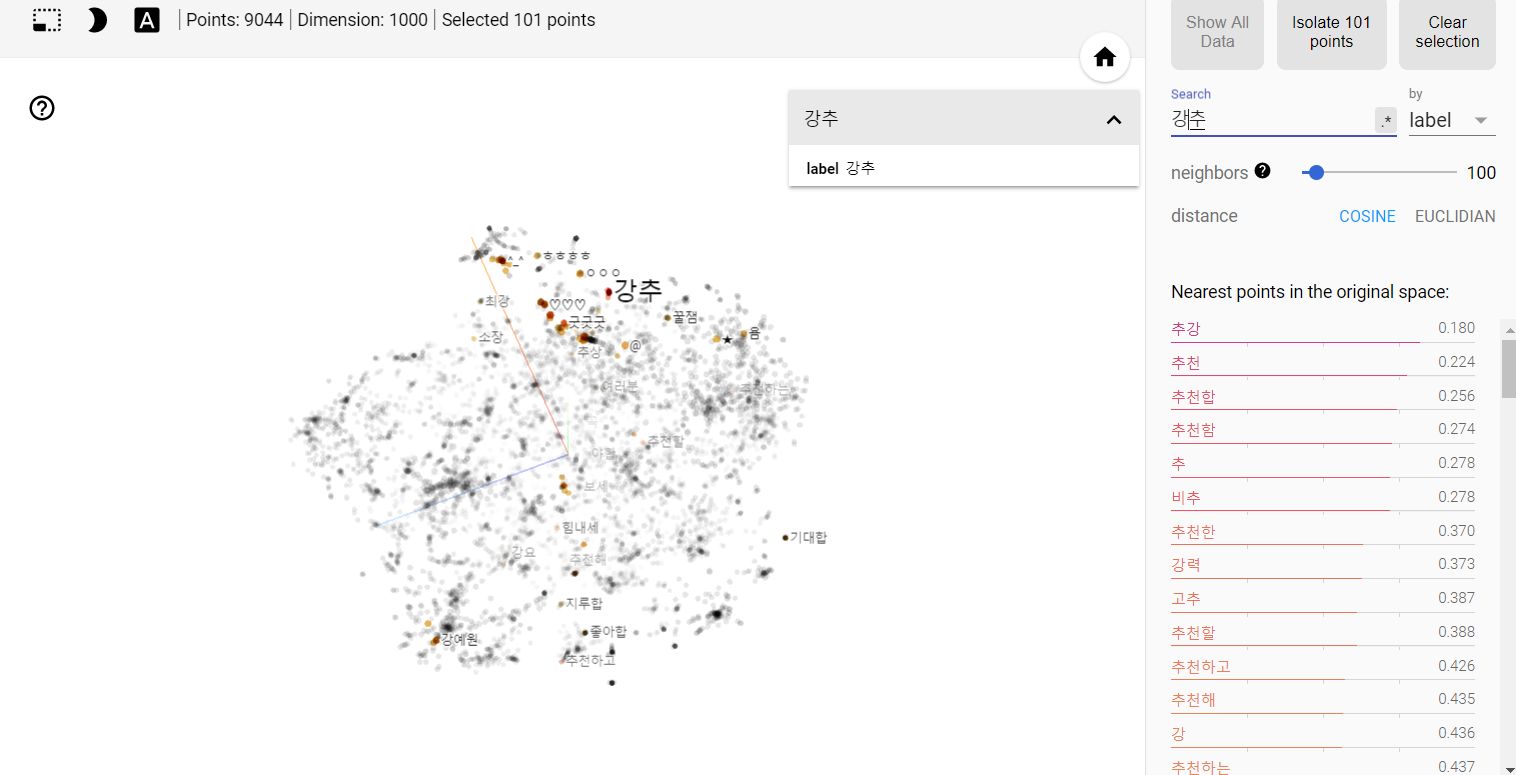 A
Points: 9044 | Dimension: 1000 | Selected 101 points
Show All Data
Isolate 101 points
Clear selection
강추
label 강추
Search
강추
.*
by
label
neighbors
100
distance
COSINE
EUCLIDIAN
Nearest points in the original space:
추강 0.180
추천 0.224
추천합 0.256
추천함 0.274
추 0.278
비추 0.278
추천한 0.370
강력 0.373
고추 0.387
추천할 0.388
추천하고 0.426
추천해 0.435
강 0.436
추천하는 0.437
^_^
ㅎㅎㅎㅎ
ㅇㅇㅇ
강추
최강
♡♡♡
굿굿굿
꿀잼
소장
@
★
음
추상
여러분
추천하는
추천할
보세
힘내세
강요
추천해
기대합
지루합
좋아합
강예원
추천하고